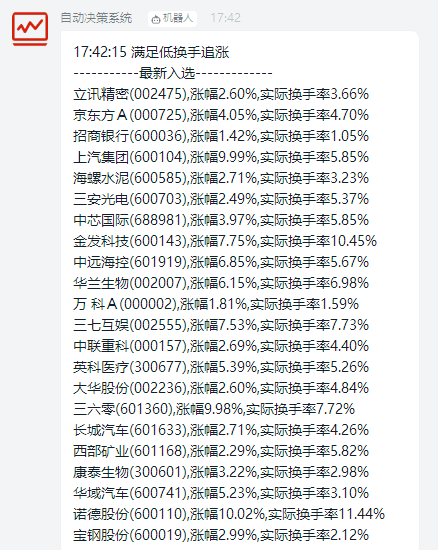 自动决策系统 机器人 17:42
17:42:15 满足低换手追涨
-----------最新入选-------------
立讯精密(002475),涨幅2.60%,实际换手率3.66%
京东方Ａ(000725),涨幅4.05%,实际换手率4.70%
招商银行(600036),涨幅1.42%,实际换手率1.05%
上汽集团(600104),涨幅9.99%,实际换手率5.85%
海螺水泥(600585),涨幅2.71%,实际换手率3.23%
三安光电(600703),涨幅2.49%,实际换手率5.37%
中芯国际(688981),涨幅3.97%,实际换手率5.85%
金发科技(600143),涨幅7.75%,实际换手率10.45%
中远海控(601919),涨幅6.85%,实际换手率5.67%
华兰生物(002007),涨幅6.15%,实际换手率6.98%
万 科Ａ(000002),涨幅1.81%,实际换手率1.59%
三七互娱(002555),涨幅7.53%,实际换手率7.73%
中联重科(000157),涨幅2.69%,实际换手率4.40%
英科医疗(300677),涨幅5.39%,实际换手率5.26%
大华股份(002236),涨幅2.60%,实际换手率4.84%
三六零(601360),涨幅9.98%,实际换手率7.72%
长城汽车(601633),涨幅2.71%,实际换手率4.26%
西部矿业(601168),涨幅2.29%,实际换手率5.82%
康泰生物(300601),涨幅3.22%,实际换手率2.98%
华域汽车(600741),涨幅5.23%,实际换手率3.10%
诺德股份(600110),涨幅10.02%,实际换手率11.44%
宝钢股份(600019),涨幅2.99%,实际换手率2.12%